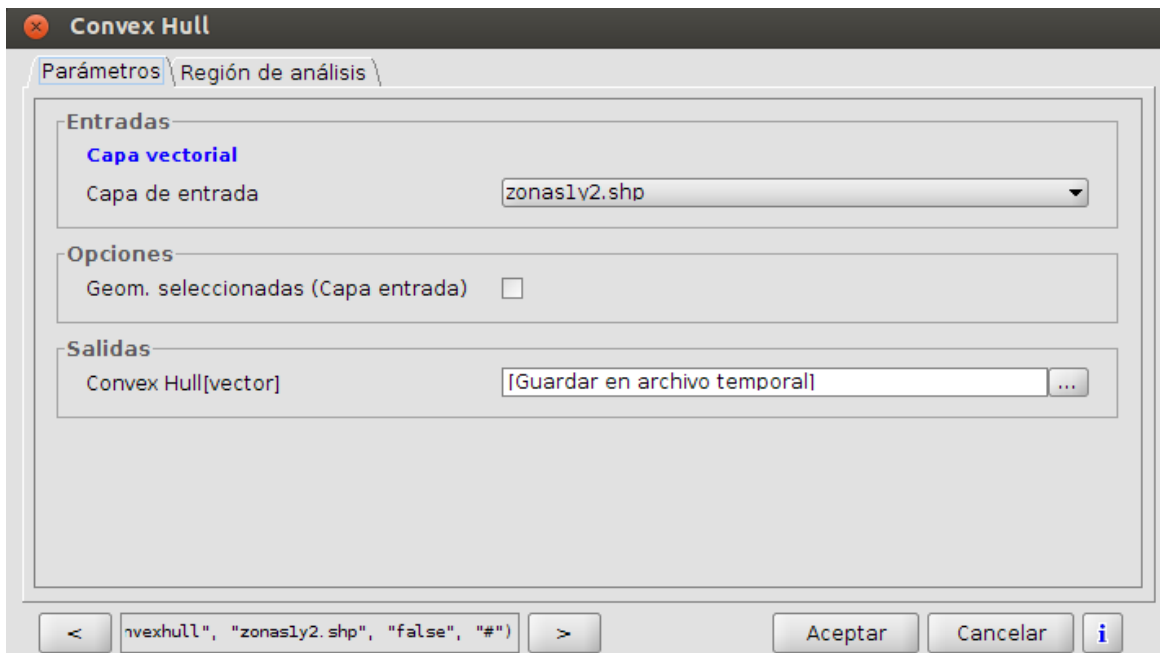 Convex Hull
Parámetros Región de análisis
Entradas
Capa vectorial
Capa de entrada zonas1y2.shp
Opciones
Geom. seleccionadas (Capa entrada)
Salidas
Convex Hull[vector] [Guardar en archivo temporal] ...
< nvexhull", "zonas1y2.shp", "false", "#") > Aceptar Cancelar i